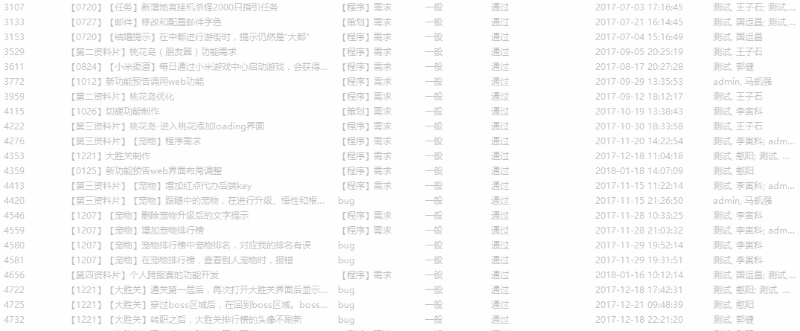 3107 【0720】【任务】新增地宫挂机杀怪2000只指引任务 【程序】需求 一般 通过 2017-07-03 17:16:45 测试, 王子石; 测试, ...
3133 【0727】【邮件】修改和配置邮件字色 【策划】需求 一般 通过 2017-07-21 16:14:45 测试, 国运昌; 测试, ...
3153 【0720】【结婚提示】在中都进行游街时，提示仍然是"大都" 【程序】需求 一般 通过 2017-07-04 15:16:49 测试, 国运昌
3529 【第二资料片】桃花岛（朋友圈）功能需求 【程序】需求 一般 通过 2017-09-05 20:25:19 测试, 王子石
3611 【0824】【小米渠道】每日通过小米游戏中心启动游戏，会获得... 【程序】需求 一般 通过 2017-08-17 20:27:28 测试, 郭健
3772 【1012】新功能预告调用web功能 【程序】需求 一般 通过 2017-09-29 13:35:53 admin, 马凯强
3959 【第二资料片】桃花岛优化 【程序】需求 一般 通过 2017-09-12 18:12:17 测试, 王子石
4115 【1026】切磋功能制作 【策划】需求 一般 通过 2017-10-19 13:38:43 测试, 李寅科
4222 【第三资料片】桃花岛-进入桃花添加loading界面 【程序】需求 一般 通过 2017-10-30 18:33:58 测试, 王子石
4276 【第三资料片】【宠物】程序需求 【程序】需求 一般 通过 2017-11-20 14:22:54 测试, 李寅科; adm...
4353 【1221】大胜关制作 【程序】需求 一般 通过 2017-12-18 11:04:18 测试, 憨阳; 测试, ...
4359 【0125】新功能预告web界面布局调整 【程序】需求 一般 通过 2018-01-18 14:07:09 测试, 憨阳
4413 【第三资料片】【宠物】增加红点代办后端key 【程序】需求 一般 通过 2017-11-15 11:22:14 测试, 李寅科; adm...
4420 【第三资料片】【宠物】跟随中的宠物，在进行升级、悟性和根... bug 一般 通过 2017-11-15 21:26:50 admin, 马凯强
4546 【1207】【宠物】删除宠物升级后的文字提示 【程序】需求 一般 通过 2017-11-28 10:33:25 测试, 李寅科
4559 【1207】增加宠物排行榜 【程序】需求 一般 通过 2017-11-28 21:03:32 测试, 李寅科; adm...
4580 【1207】【宠物】宠物排行榜中宠物排名，对应我的排名有误 bug 一般 通过 2017-11-29 19:52:14 测试, 李寅科
4581 【1207】【宠物】在宠物排行榜，查看别人宠物时，报错 bug 一般 通过 2017-11-29 19:31:58 测试, 李寅科
4656 【第四资料片】个人跨服襄的功能开发 【程序】需求 一般 通过 2018-01-16 10:12:14 测试, 国运昌; 测试, ...
4722 【1221】【大胜关】通关第一层后，再次打开大胜关界面后显示... bug 一般 通过 2017-12-18 17:42:31 测试, 憨阳; 测试, ...
4725 【1221】【大胜关】穿过boss区域后，在回到boss区域。boss... bug 一般 通过 2017-12-21 09:48:39 测试, 憨阳
4732 【1221】【大胜关】转职之后，大胜关排行榜的头像不刷新 bug 一般 通过 2017-12-18 22:21:20 测试, 郭健